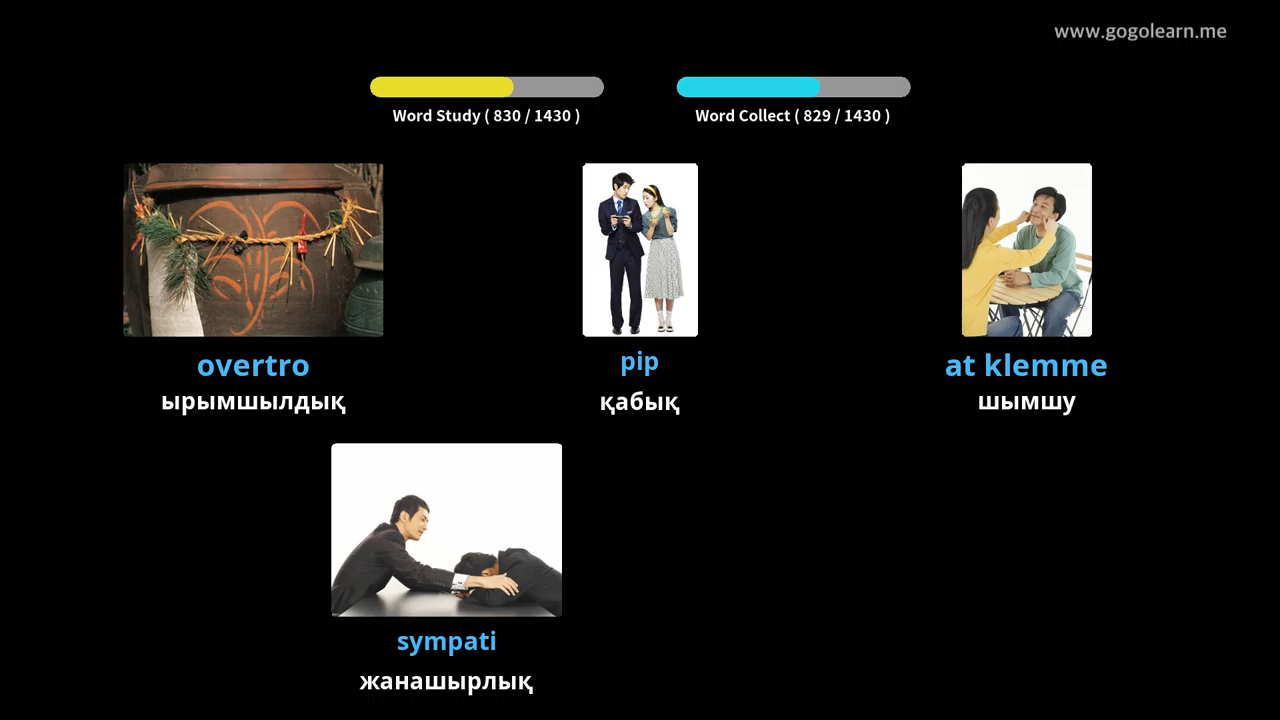 www.gogolearn.me
Word Study ( 830 / 1430 )
Word Collect ( 829 / 1430 )
overtro
ырымшылдық
pip
қабық
at klemme
шымшу
sympati
жанашырлық